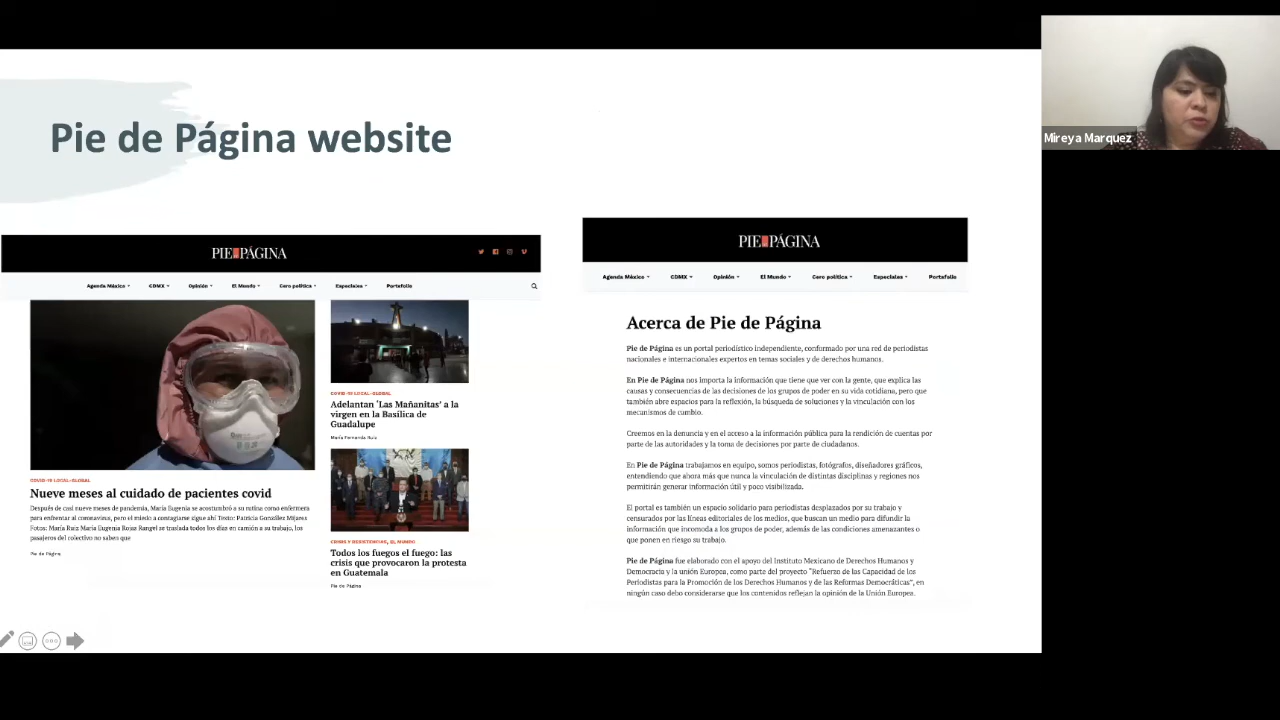 Pie de Página website
PIE DE PÁGINA
Agenda México
CDMX
Opinión
El Mundo
Cero política
Especiales
Portafolio
COVID-19 LOCAL-GLOBAL
Nueve meses al cuidado de pacientes covid
Después de casi nueve meses de pandemia, María Eugenia se acostumbró a su rutina como enfermera
para enfrentar al coronavirus, pero el miedo a contagiarse sigue ahí Texto: Patricia González Mijares
Fotos: María Ruiz María Eugenia Rojas Rangel se traslada todos los días en camión a su trabajo, los
pasajeros del colectivo no saben que
Pie de Página
COVID-19 LOCAL-GLOBAL
Adelantan ‘Las Mañanitas’ a la
virgen en la Basílica de
Guadalupe
María Fernanda Ruiz
CRISIS Y RESISTENCIAS, EL MUNDO
Todos los fuegos el fuego: las
crisis que provocaron la protesta
en Guatemala
Pie de Página
PIE DE PÁGINA
Agenda México
CDMX
Opinión
El Mundo
Cero política
Especiales
Portafolio
Acerca de Pie de Página
Pie de Página es un portal periodístico independiente, conformado por una red de periodistas
nacionales e internacionales expertos en temas sociales y de derechos humanos.
En Pie de Página nos importa la información que tiene que ver con la gente, que explica las
causas y consecuencias de las decisiones de los grupos de poder en su vida cotidiana, pero que
también abre espacios para la reflexión, la búsqueda de soluciones y la vinculación con los
mecanismos de cambio.
Creemos en la denuncia y en el acceso a la información pública para la rendición de cuentas por
parte de las autoridades y la toma de decisiones por parte de ciudadanos.
En Pie de Página trabajamos en equipo, somos periodistas, fotógrafos, diseñadores gráficos,
entendiendo que ahora más que nunca la vinculación de distintas disciplinas y regiones nos
permitirán generar información útil y poco visibilizada.
El portal es también un espacio solidario para periodistas desplazados por su trabajo y
censurados por las líneas editoriales de los medios, que buscan un medio para difundir la
información que incomoda a los grupos de poder, además de las condiciones amenazantes o
que ponen en riesgo su trabajo.
Pie de Página fue elaborado con el apoyo del Instituto Mexicano de Derechos Humanos y
Democracia y la unión Europea, como parte del proyecto “Refuerzo de las Capacidad de los
Periodistas para la Promoción de los Derechos Humanos y de las Reformas Democráticas”, en
ningún caso debe considerarse que los contenidos reflejan la opinión de la Unión Europea.
Mireya Marquez